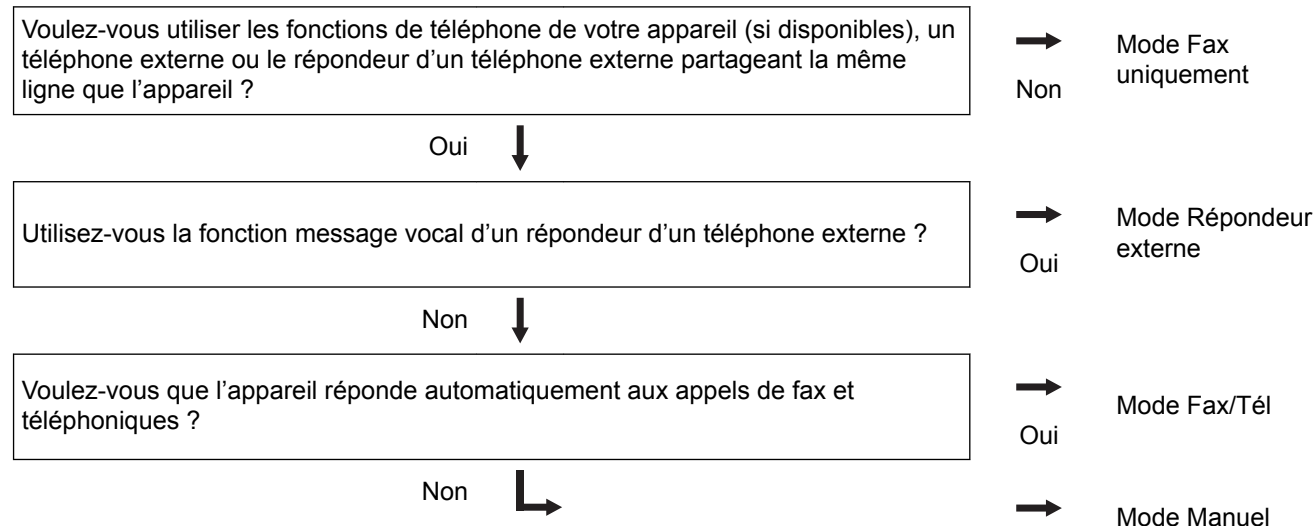 Voulez-vous utiliser les fonctions de téléphone de votre appareil (si disponibles), un
téléphone externe ou le répondeur d’un téléphone externe partageant la même
ligne que l’appareil ?
Non
Mode Fax
uniquement
Oui
Utilisez-vous la fonction message vocal d’un répondeur d’un téléphone externe ?
Oui
Mode Répondeur
externe
Non
Voulez-vous que l’appareil réponde automatiquement aux appels de fax et
téléphoniques ?
Oui
Mode Fax/Tél
Non
Mode Manuel